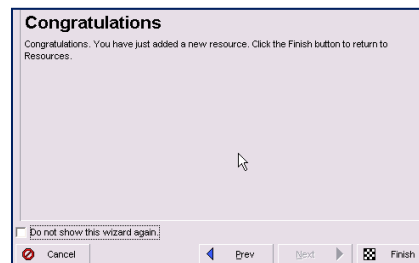 Congratulations
Congratulations. You have just added a new resource. Click the Finish button to return to
Resources.
Do not show this wizard again.
Cancel
Prev
Next
Finish